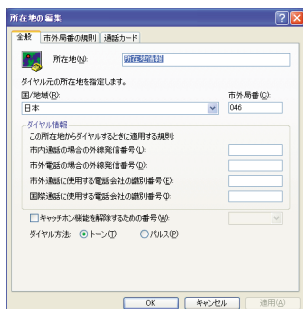 所在地の編集
全般 市外局番の規則 通話カード
所在地(N): 所在地情報
ダイヤル元の所在地を指定します。
国/地域(R): 市外局番(C):
日本 046
ダイヤル情報
この所在地からダイヤルするときに適用する規則:
市内通話の場合の外線発信番号(L):
市外電話の場合の外線発信番号(D):
市外通話に使用する電話会社の識別番号(E):
国際通話に使用する電話会社の識別番号(I):
キャッチホン機能を解除するための番号(W):
ダイヤル方法: トーン(T) パルス(P)
OK キャンセル 適用(A)